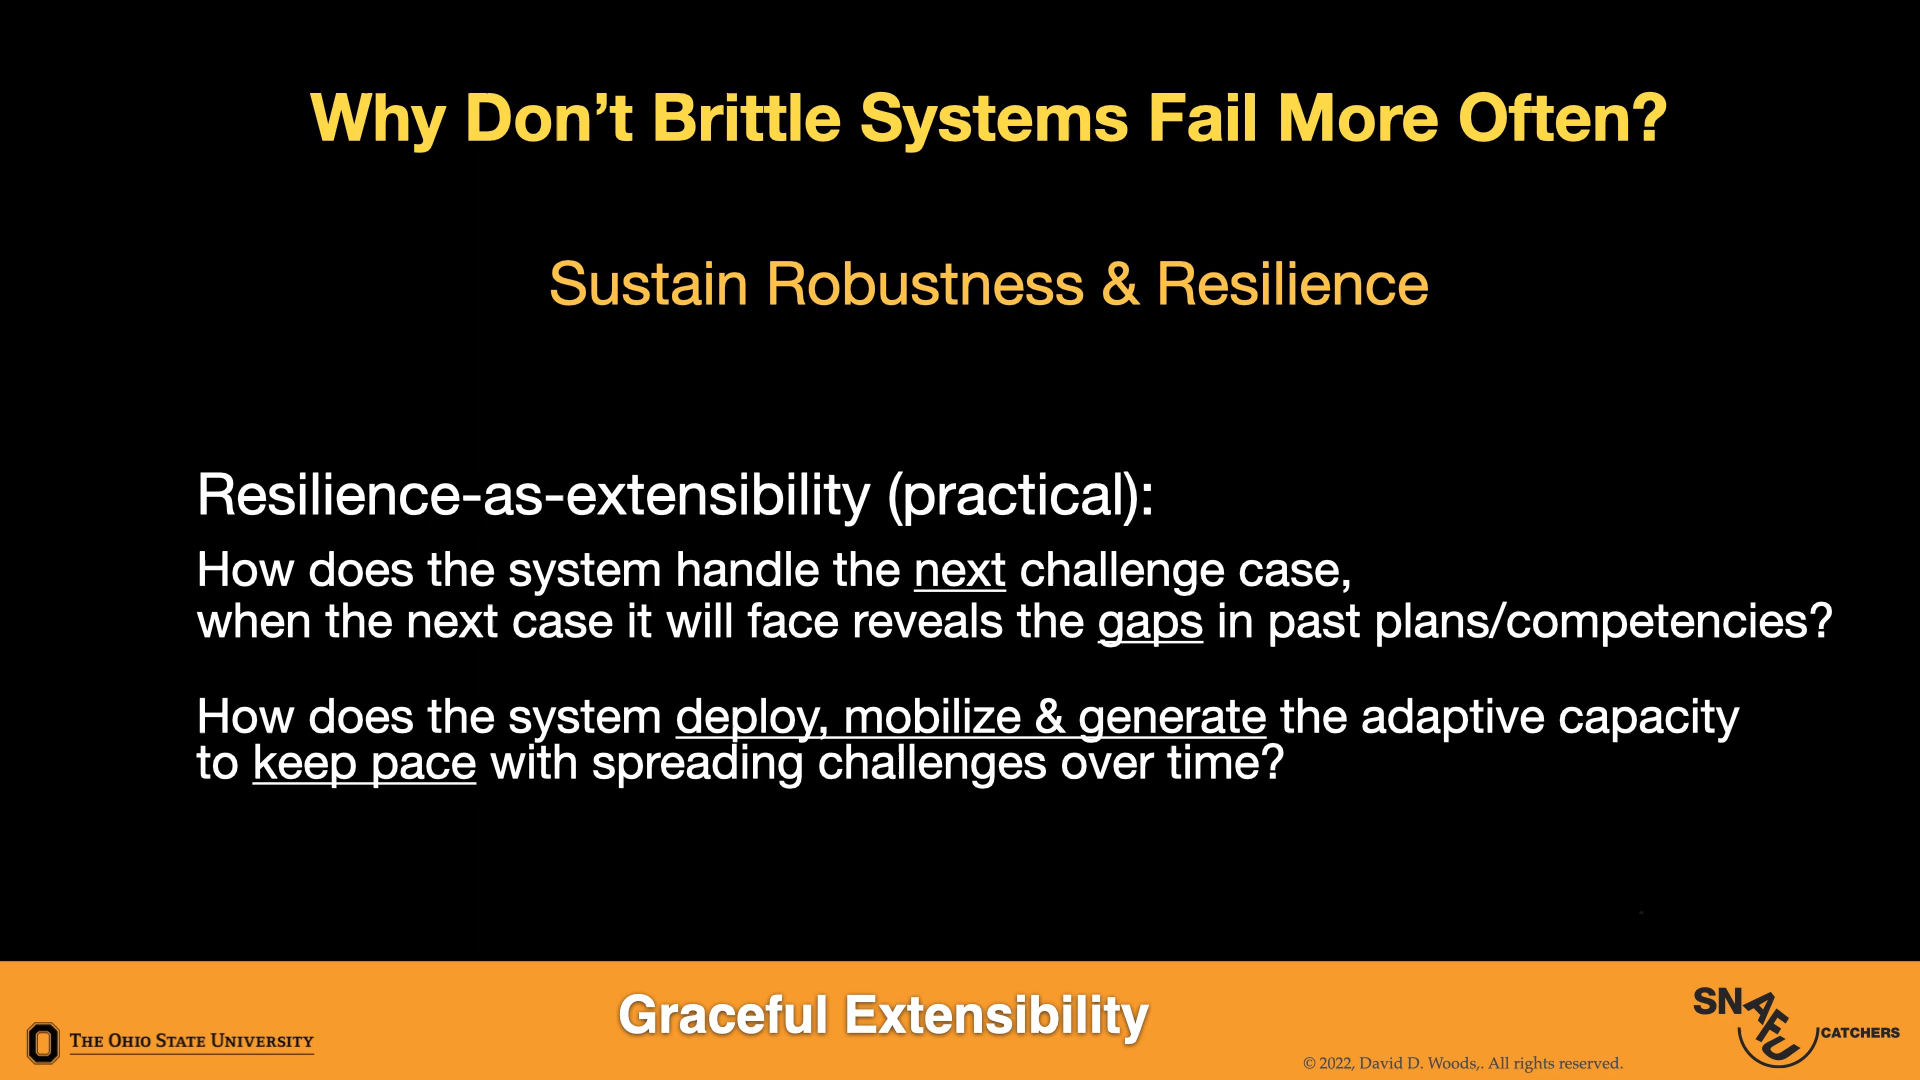 Why Don’t Brittle Systems Fail More Often?
Sustain Robustness & Resilience
Resilience-as-extensibility (practical):
How does the system handle the next challenge case,
when the next case it will face reveals the gaps in past plans/competencies?
How does the system deploy, mobilize & generate the adaptive capacity
to keep pace with spreading challenges over time?
Graceful Extensibility
THE OHIO STATE UNIVERSITY
© 2022, David D. Woods,. All rights reserved.
SNAFU
CATCHERS